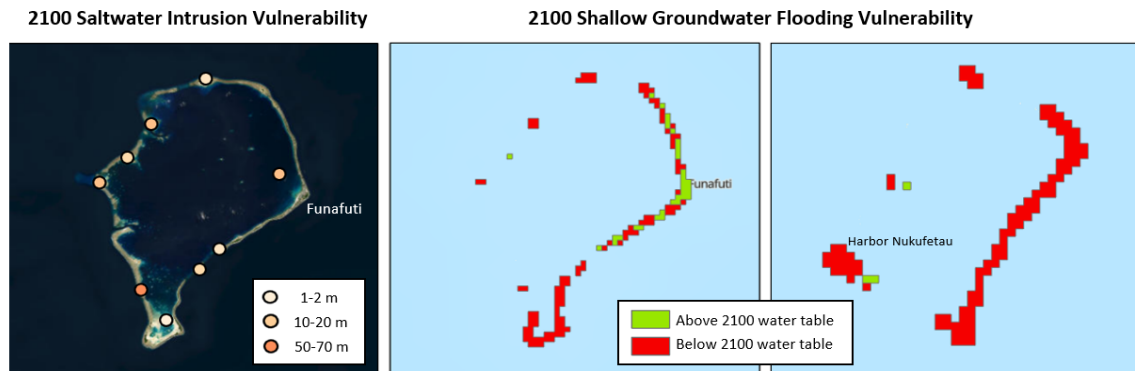 2100 Saltwater Intrusion Vulnerability
2100 Shallow Groundwater Flooding Vulnerability
Funafuti
1-2 m
10-20 m
50-70 m
Funafuti
Above 2100 water table
Below 2100 water table
Harbor Nukufetau